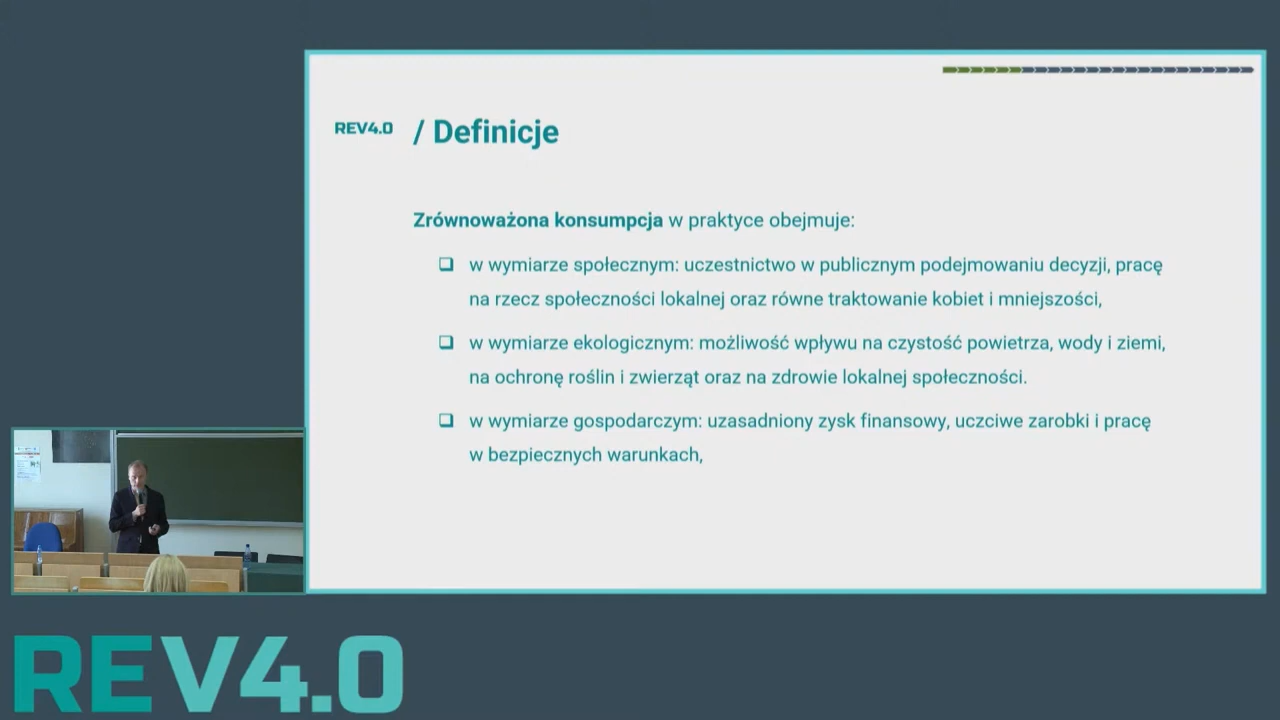 REV4.0 / Definicje
Zrównoważona konsumpcja w praktyce obejmuje:
w wymiarze społecznym: uczestnictwo w publicznym podejmowaniu decyzji, pracę
na rzecz społeczności lokalnej oraz równe traktowanie kobiet i mniejszości,
w wymiarze ekologicznym: możliwość wpływu na czystość powietrza, wody i ziemi,
na ochronę roślin i zwierząt oraz na zdrowie lokalnej społeczności.
w wymiarze gospodarczym: uzasadniony zysk finansowy, uczciwe zarobki i pracę
w bezpiecznych warunkach,
REV4.0